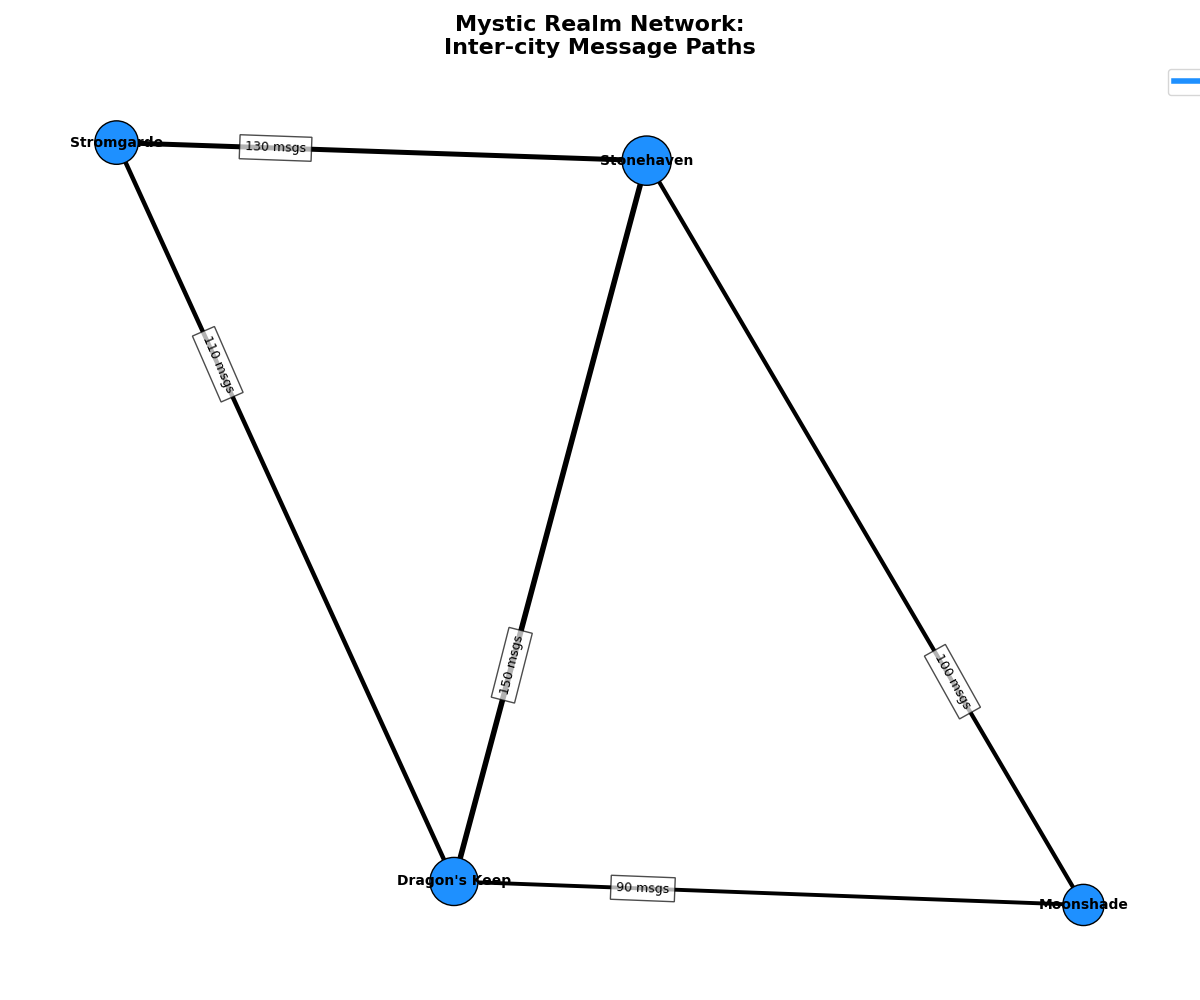 Mystic Realm Network:
Inter-city Message Paths
Stromgarde
130 msgs
Stonehaven
110 msgs
150 msgs
100 msgs
Dragon's Keep
90 msgs
Moonshade